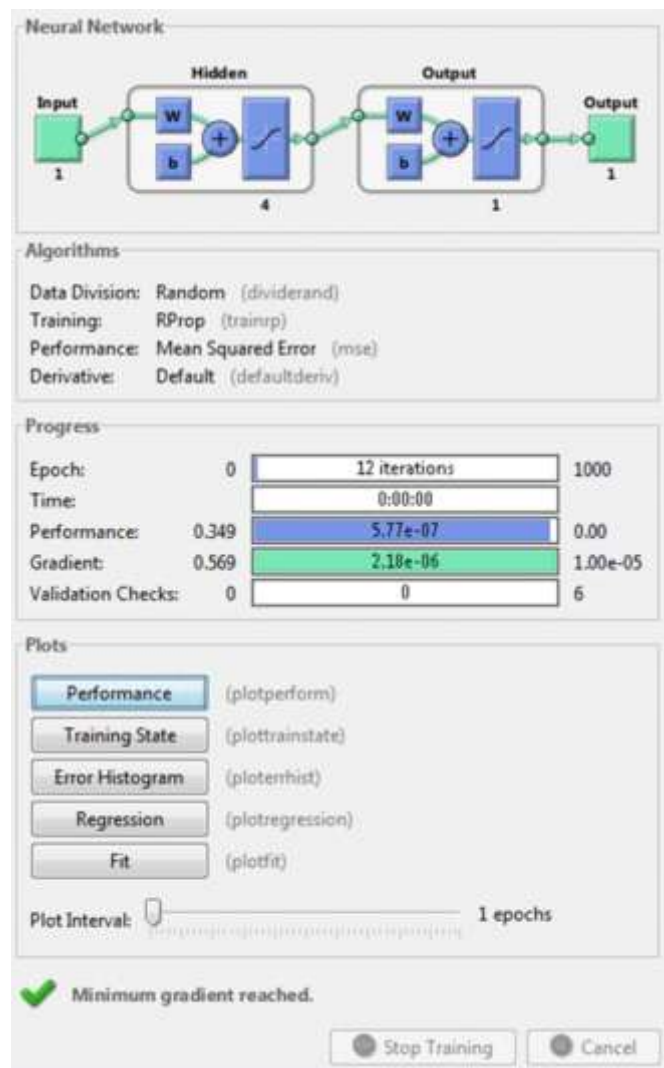 Neural Network
Hidden Output
Input Output
W W
+ +
b b
1 1
4 1
Algorithms
Data Division: Random (dividerand)
Training: RProp (trainrp)
Performance: Mean Squared Error (mse)
Derivative: Default (defaultderiv)
Progress
Epoch: 0 12 iterations 1000
Time: 0:00:00
Performance: 0.349 5.77e-07 0.00
Gradient: 0.569 2.18e-06 1.00e-05
Validation Checks: 0 0 6
Plots
Performance (plotperform)
Training State (plottrainstate)
Error Histogram (ploterrhist)
Regression (plotregression)
Fit (plotfit)
Plot Interval: 1 epochs
Minimum gradient reached.
Stop Training Cancel